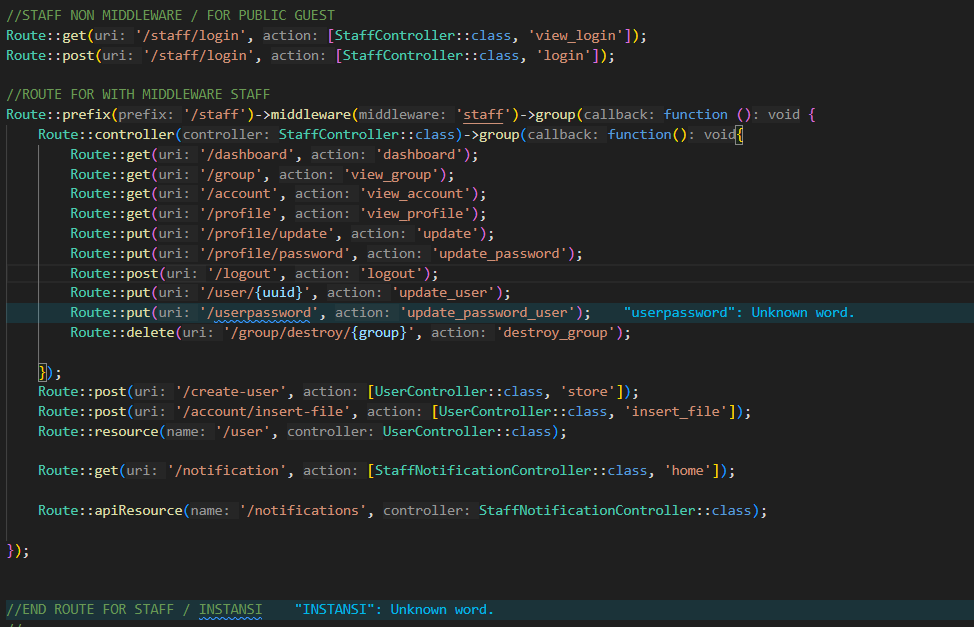 //STAFF NON MIDDLEWARE / FOR PUBLIC GUEST
Route::get(uri: '/staff/login', action: [StaffController::class, 'view_login']);
Route::post(uri: '/staff/login', action: [StaffController::class, 'login']);
//ROUTE FOR WITH MIDDLEWARE STAFF
Route::prefix(prefix: '/staff')->middleware(middleware: 'staff')->group(callback: function (): void {
Route::controller(controller: StaffController::class)->group(callback: function(): void{
Route::get(uri: '/dashboard', action: 'dashboard');
Route::get(uri: '/group', action: 'view_group');
Route::get(uri: '/account', action: 'view_account');
Route::get(uri: '/profile', action: 'view_profile');
Route::put(uri: '/profile/update', action: 'update');
Route::put(uri: '/profile/password', action: 'update_password');
Route::post(uri: '/logout', action: 'logout');
Route::put(uri: '/user/{uuid}', action: 'update_user');
Route::put(uri: '/userpassword', action: 'update_password_user'); "userpassword": Unknown word.
Route::delete(uri: '/group/destroy/{group}', action: 'destroy_group');
});
Route::post(uri: '/create-user', action: [UserController::class, 'store']);
Route::post(uri: '/account/insert-file', action: [UserController::class, 'insert_file']);
Route::resource(name: '/user', controller: UserController::class);
Route::get(uri: '/notification', action: [StaffNotificationController::class, 'home']);
Route::apiResource(name: '/notifications', controller: StaffNotificationController::class);
});
//END ROUTE FOR STAFF / INSTANSI "INSTANSI": Unknown word.